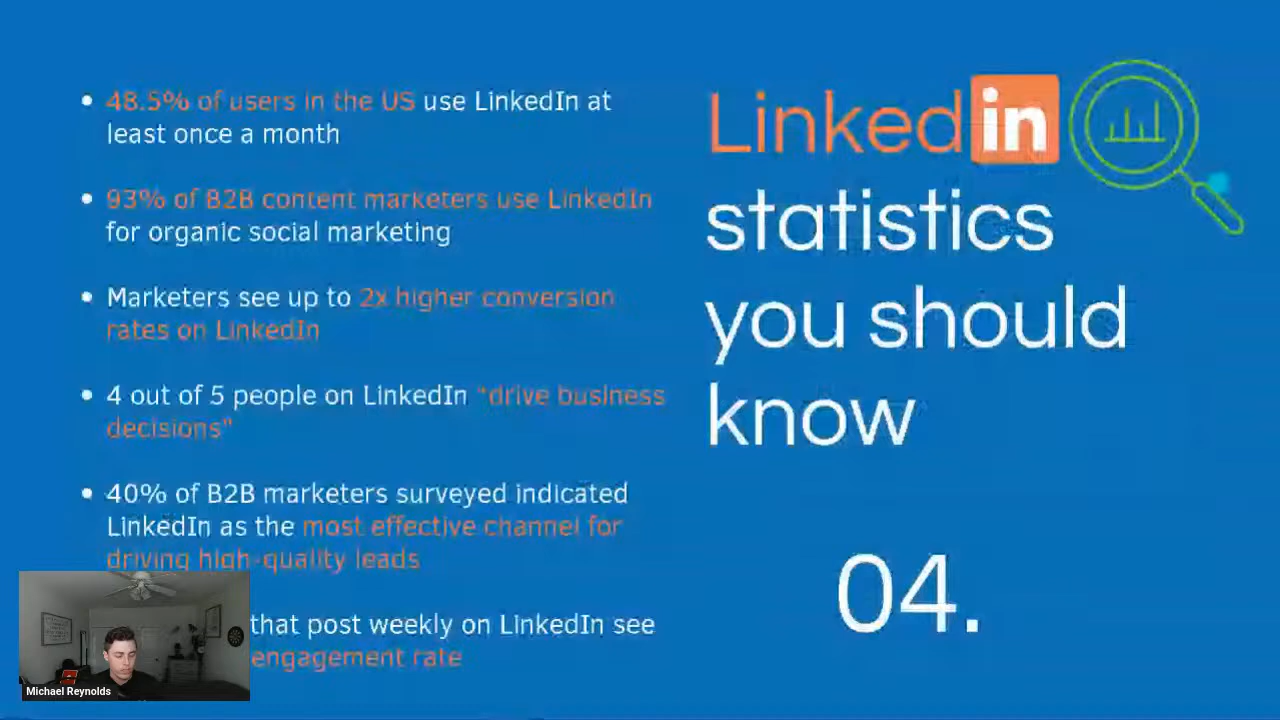 48.5% of users in the US use LinkedIn at
least once a month
93% of B2B content marketers use LinkedIn
for organic social marketing
Marketers see up to 2x higher conversion
rates on LinkedIn
4 out of 5 people on LinkedIn "drive business
decisions"
40% of B2B marketers surveyed indicated
LinkedIn as the most effective channel for
driving high-quality leads
that post weekly on LinkedIn see
engagement rate
Linkedin
statistics
you should
know
04.
Michael Reynolds